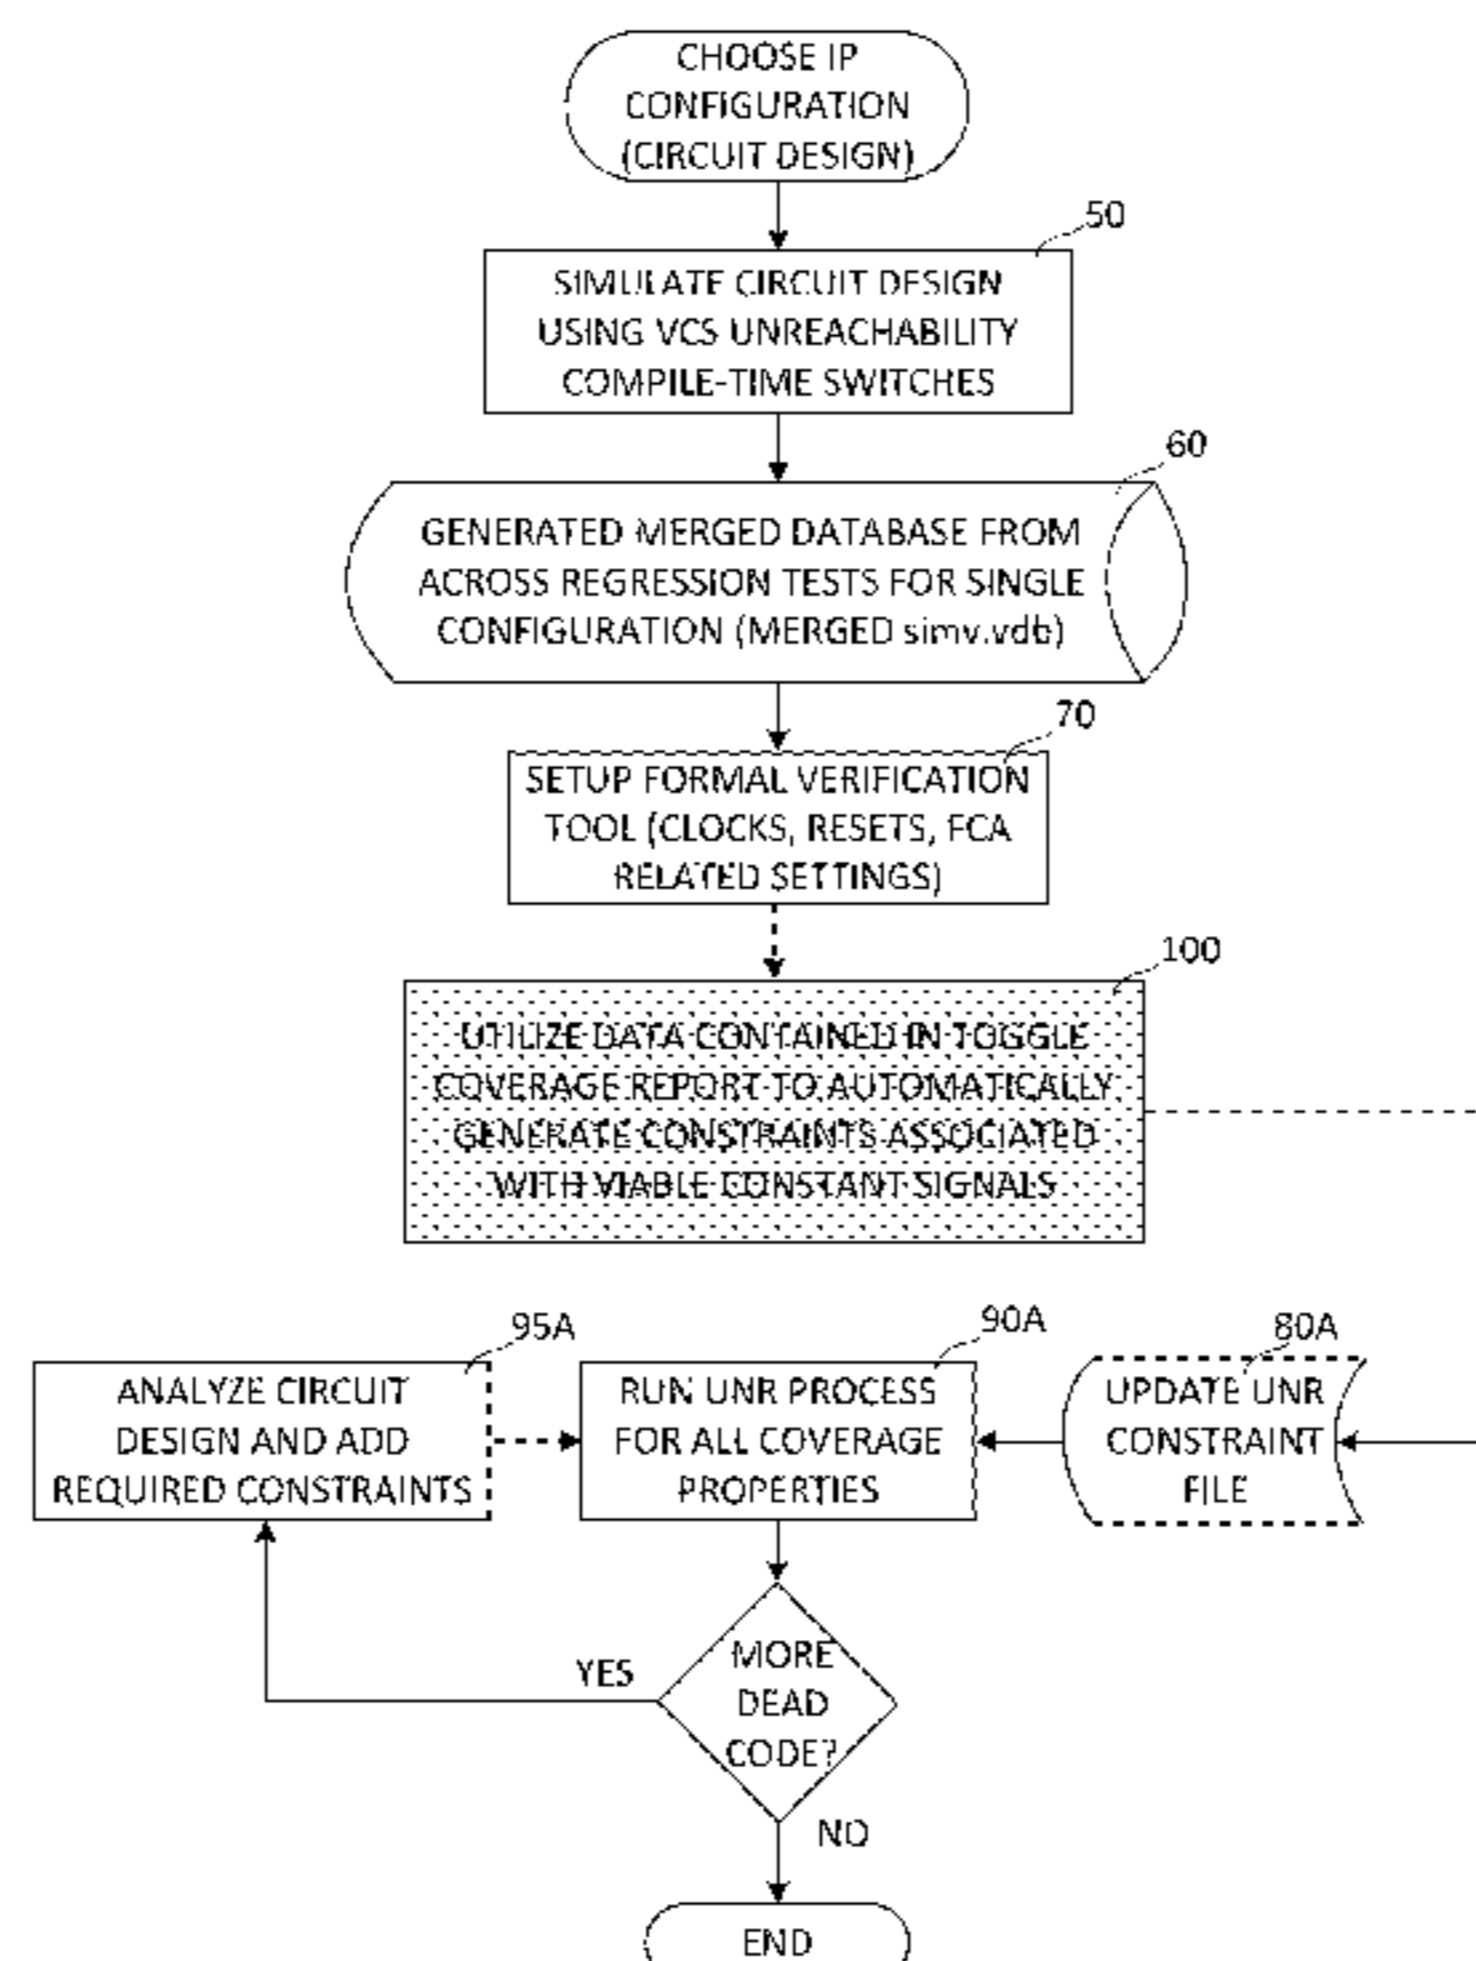 CHOOSE IP
CONFIGURATION
(CIRCUIT DESIGN)
50
SIMULATE CIRCUIT DESIGN
USING VCS UNREACHABILITY
COMPILE-TIME SWITCHES
60
GENERATED MERGED DATABASE FROM
ACROSS REGRESSION TESTS FOR SINGLE
CONFIGURATION (MERGED simv.vdb)
70
SETUP FORMAL VERIFICATION
TOOL (CLOCKS, RESETS, FCA
RELATED SETTINGS)
100
UTILIZE DATA CONTAINED IN TOGGLE
COVERAGE REPORT TO AUTOMATICALLY
GENERATE CONSTRAINTS ASSOCIATED
WITH VIABLE CONSTANT SIGNALS
95A
ANALYZE CIRCUIT
DESIGN AND ADD
REQUIRED CONSTRAINTS
90A
RUN UNR PROCESS
FOR ALL COVERAGE
PROPERTIES
80A
UPDATE UNR
CONSTRAINT
FILE
YES
MORE
DEAD
CODE?
NO
END